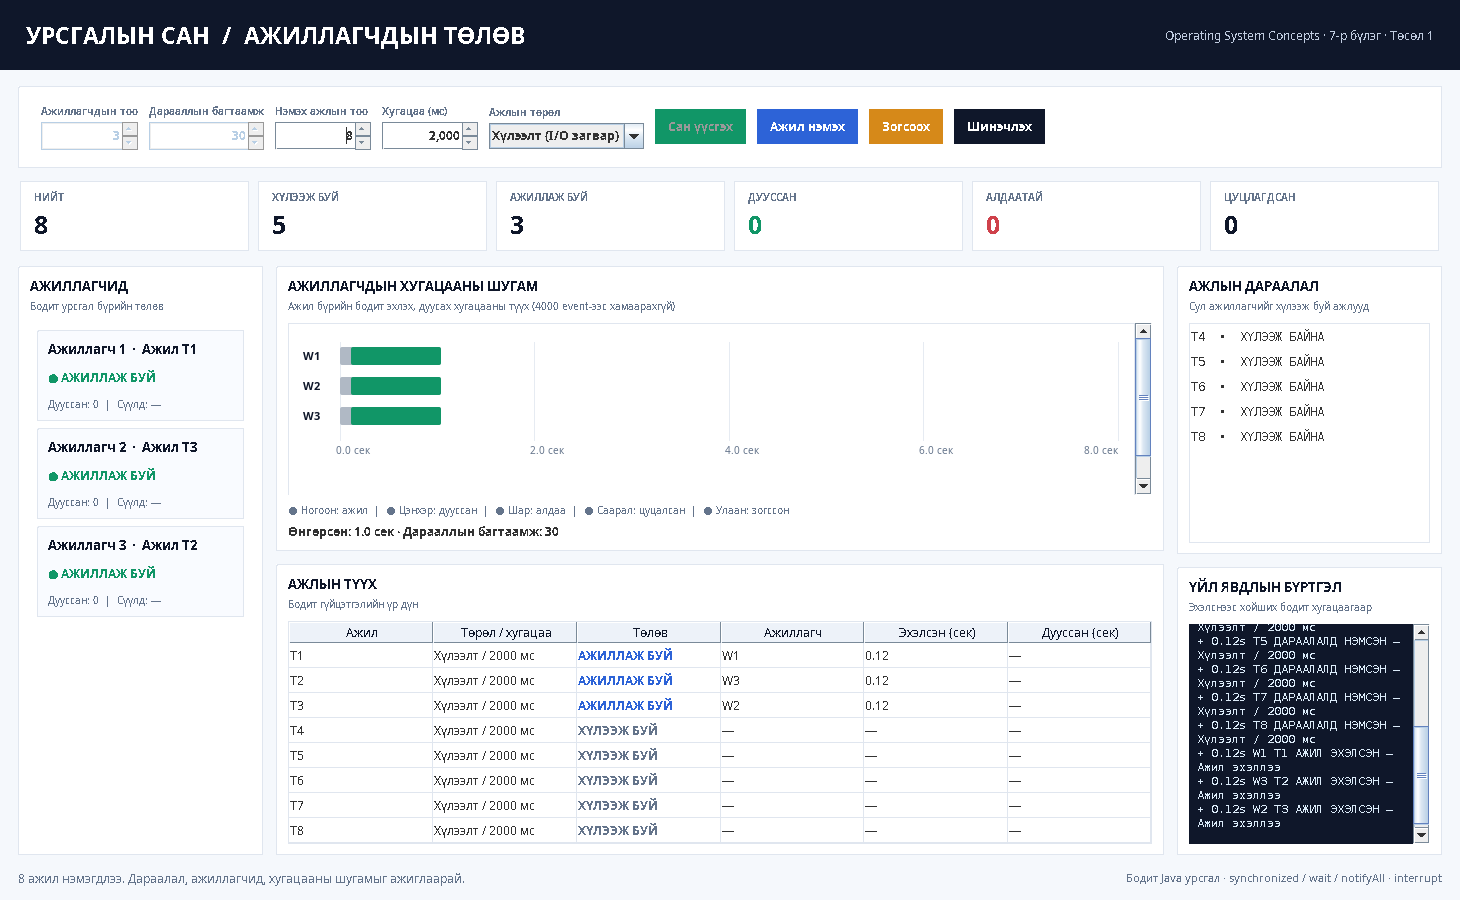 УРСГАЛЫН САН / АЖИЛЛАГЧДЫН ТӨЛӨВ
Operating System Concepts · 7-р бүлэг · Төсөл 1
Ажиллагчдын тоо
Дарааллын багтаамж
Нэмэх ажлын тоо
Хугацаа (мс)
Ажлын төрөл
3
30
8
2,000
Хүлээлт (I/O загвар)
Сан үүсгэх
Ажил нэмэх
Зогсоох
Шинэчлэх
НИЙТ
8
ХҮЛЭЭЖ БУЙ
5
АЖИЛЛАЖ БУЙ
3
ДУУССАН
0
АЛДААТАЙ
0
ЦУЦЛАГДСАН
0
АЖИЛЛАГЧИД
Бодит урсгал бүрийн төлөв
Ажиллагч 1 · Ажил T1
● АЖИЛЛАЖ БУЙ
Дууссан: 0 | Сүүлд: —
Ажиллагч 2 · Ажил T3
● АЖИЛЛАЖ БУЙ
Дууссан: 0 | Сүүлд: —
Ажиллагч 3 · Ажил T2
● АЖИЛЛАЖ БУЙ
Дууссан: 0 | Сүүлд: —
АЖИЛЛАГЧДЫН ХУГАЦААНЫ ШУГАМ
Ажил бүрийн бодит эхлэх, дуусах хугацааны түүх (4000 event-ээс хамаарахгүй)
W1
W2
W3
0.0 сек 2.0 сек 4.0 сек 6.0 сек 8.0 сек
● Ногоон: ажил | ● Цэнхэр: дууссан | ● Шар: алдаа | ● Саарал: цуцалсан | ● Улаан: зогссон
Өнгөрсөн: 1.0 сек · Дарааллын багтаамж: 30
АЖЛЫН ТҮҮХ
Бодит гүйцэтгэлийн үр дүн
Ажил Төрөл / хугацаа Төлөв Ажиллагч Эхэлсэн (сек) Дууссан (сек)
T1 Хүлээлт / 2000 мс АЖИЛЛАЖ БУЙ W1 0.12 —
T2 Хүлээлт / 2000 мс АЖИЛЛАЖ БУЙ W3 0.12 —
T3 Хүлээлт / 2000 мс АЖИЛЛАЖ БУЙ W2 0.12 —
T4 Хүлээлт / 2000 мс ХҮЛЭЭЖ БУЙ — — —
T5 Хүлээлт / 2000 мс ХҮЛЭЭЖ БУЙ — — —
T6 Хүлээлт / 2000 мс ХҮЛЭЭЖ БУЙ — — —
T7 Хүлээлт / 2000 мс ХҮЛЭЭЖ БУЙ — — —
T8 Хүлээлт / 2000 мс ХҮЛЭЭЖ БУЙ — — —
АЖЛЫН ДАРААЛАЛ
Сул ажиллагчийг хүлээж буй ажлууд
T4 • ХҮЛЭЭЖ БАЙНА
T5 • ХҮЛЭЭЖ БАЙНА
T6 • ХҮЛЭЭЖ БАЙНА
T7 • ХҮЛЭЭЖ БАЙНА
T8 • ХҮЛЭЭЖ БАЙНА
ҮЙЛ ЯВДЛЫН БҮРТГЭЛ
Эхэлснээс хойших бодит хугацаагаар
Хүлээлт / 2000 мс
+ 0.12s T5 ДАРААЛАЛД НЭМСЭН —
Хүлээлт / 2000 мс
+ 0.12s T6 ДАРААЛАЛД НЭМСЭН —
Хүлээлт / 2000 мс
+ 0.12s T7 ДАРААЛАЛД НЭМСЭН —
Хүлээлт / 2000 мс
+ 0.12s T8 ДАРААЛАЛД НЭМСЭН —
Хүлээлт / 2000 мс
+ 0.12s W1 T1 АЖИЛ ЭХЭЛСЭН —
Ажил эхэллээ
+ 0.12s W3 T2 АЖИЛ ЭХЭЛСЭН —
Ажил эхэллээ
+ 0.12s W2 T3 АЖИЛ ЭХЭЛСЭН —
Ажил эхэллээ
8 ажил нэмэгдлээ. Дараалал, ажиллагчид, хугацааны шугамыг ажиглаарай.
Бодит Java урсгал · synchronized / wait / notifyAll · interrupt